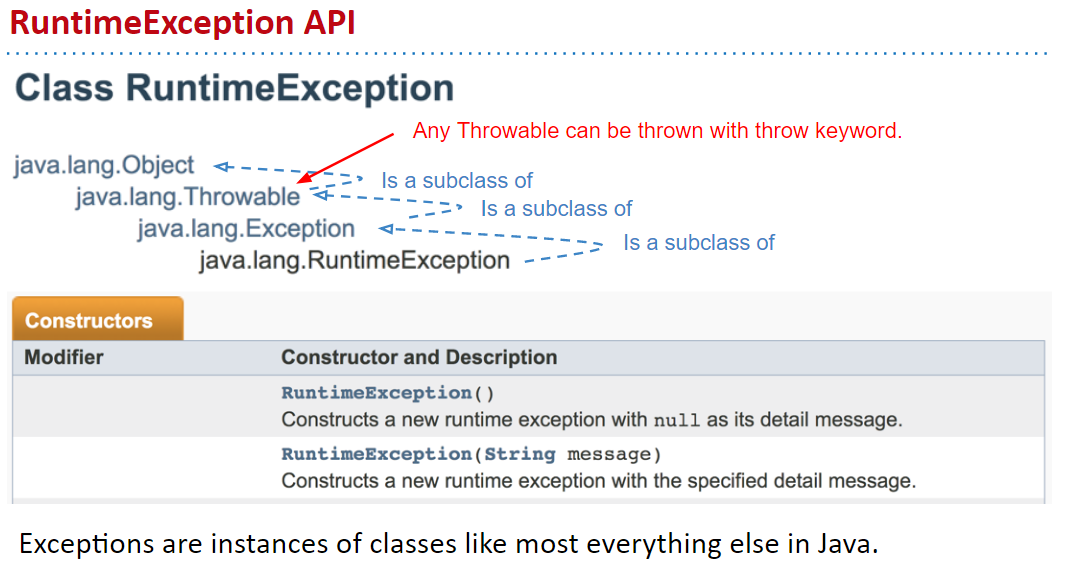 RuntimeException API
Class RuntimeException
Any Throwable can be thrown with throw keyword.
java.lang.Object
Is a subclass of
java.lang.Throwable
Is a subclass of
java.lang.Exception
Is a subclass of
java.lang.RuntimeException
Constructors
Modifier Constructor and Description
RuntimeException()
Constructs a new runtime exception with null as its detail message.
RuntimeException(String message)
Constructs a new runtime exception with the specified detail message.
Exceptions are instances of classes like most everything else in Java.